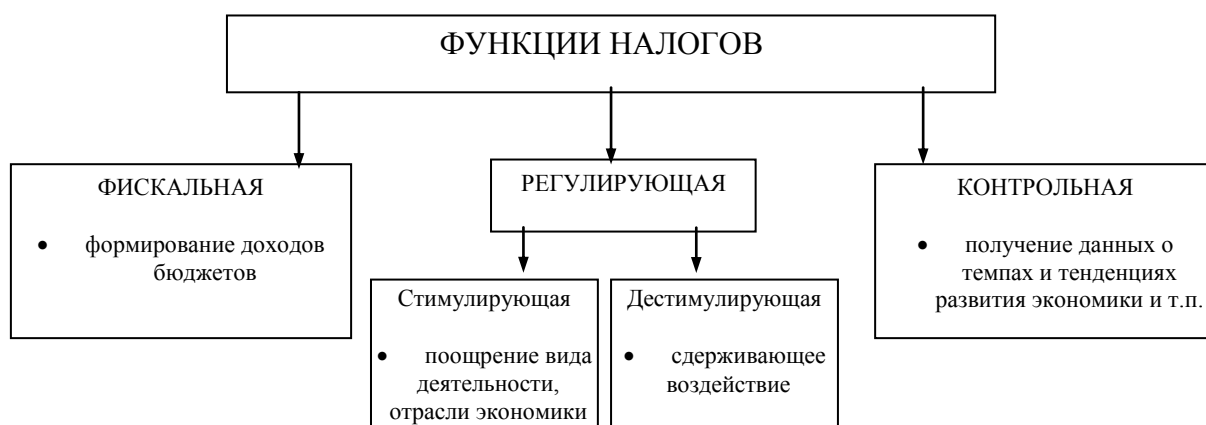 ФУНКЦИИ НАЛОГОВ
ФИСКАЛЬНАЯ
• формирование доходов
бюджетов
РЕГУЛИРУЮЩАЯ
Стимулирующая
• поощрение вида
деятельности,
отрасли экономики
Дестимулирующая
• сдерживающее
воздействие
КОНТРОЛЬНАЯ
• получение данных о
темпах и тенденциях
развития экономики и т.п.